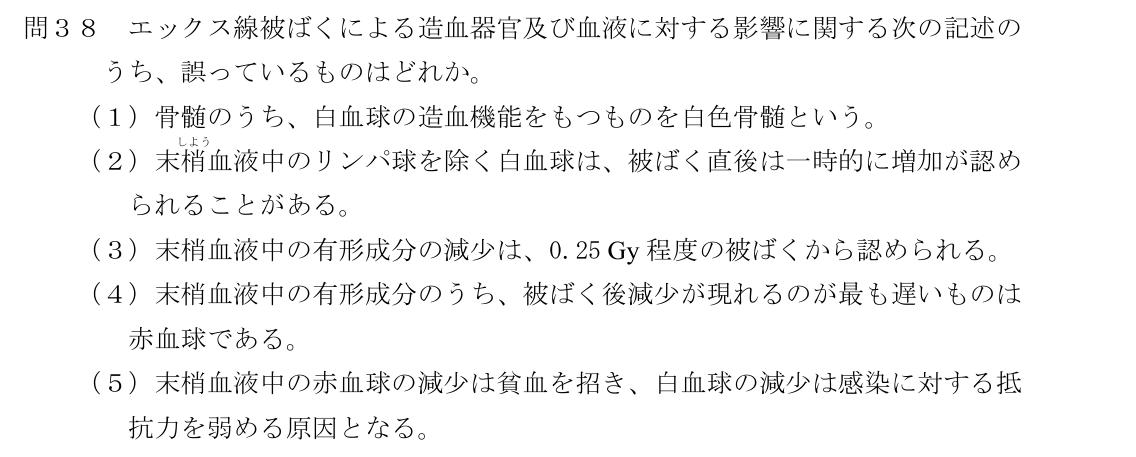 問３８　エックス線被ばくによる造血器官及び血液に対する影響に関する次の記述の
うち、誤っているものはどれか。
（１）骨髄のうち、白血球の造血機能をもつものを白色骨髄という。
しよう
（２）末梢血液中のリンパ球を除く白血球は、被ばく直後は一時的に増加が認め
られることがある。
（３）末梢血液中の有形成分の減少は、0.25 Gy 程度の被ばくから認められる。
（４）末梢血液中の有形成分のうち、被ばく後減少が現れるのが最も遅いものは
赤血球である。
（５）末梢血液中の赤血球の減少は貧血を招き、白血球の減少は感染に対する抵
抗力を弱める原因となる。